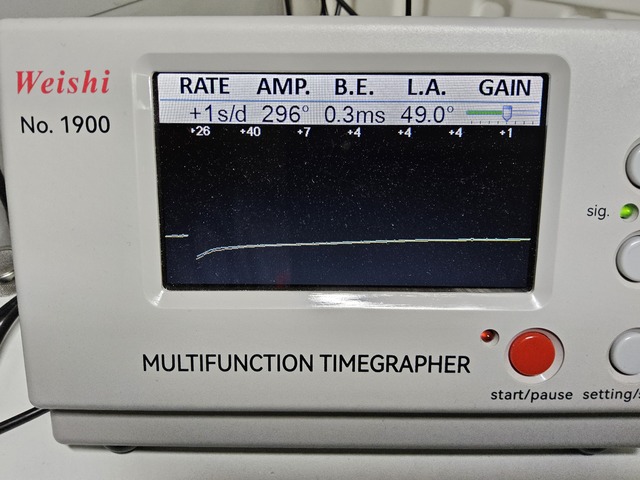 Weishi
No. 1900
RATE AMP. B.E. L.A. GAIN
+1s/d 296° 0.3ms 49.0°
+26 +40 +7 +4 +4 +4 +1
sig.
MULTIFUNCTION TIMEGRAPHER
start/pause setting/